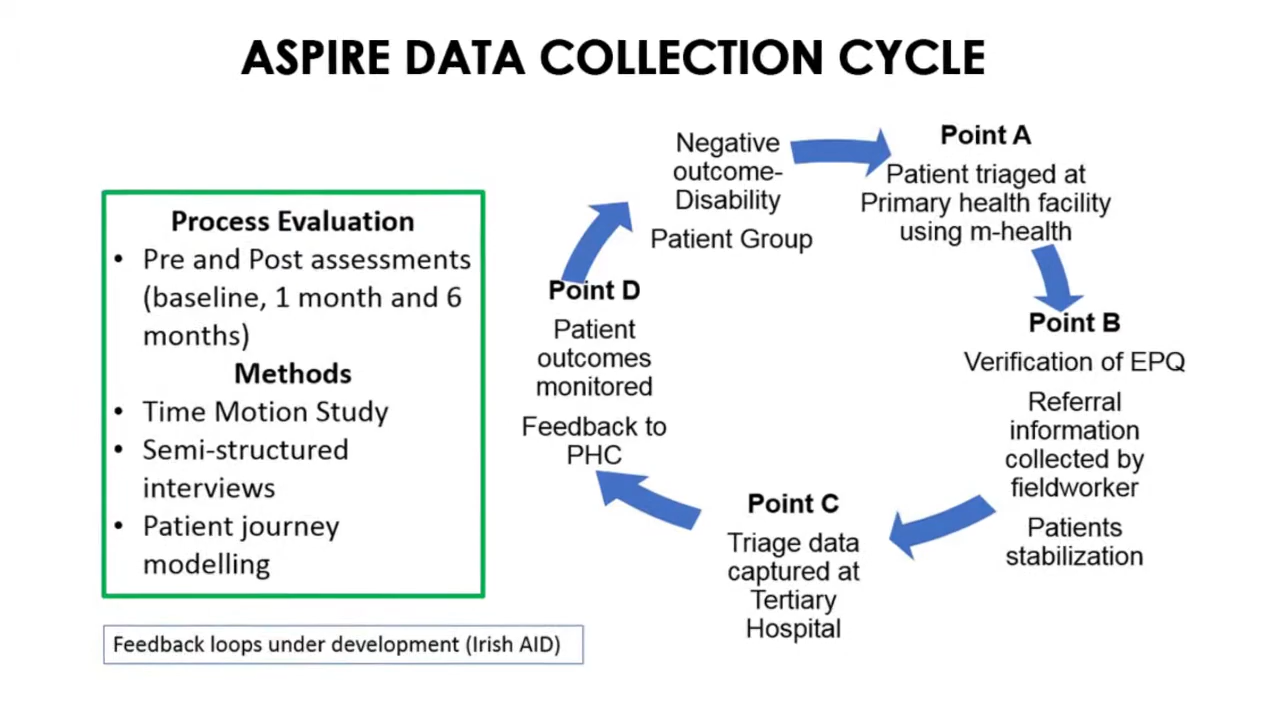 ASPIRE DATA COLLECTION CYCLE
Process Evaluation
• Pre and Post assessments
(baseline, 1 month and 6
months)
Methods
• Time Motion Study
• Semi-structured
interviews
• Patient journey
modelling
Feedback loops under development (Irish AID)
Point A
Patient triaged at
Primary health facility
using m-health
Point B
Verification of EPQ
Referral
information
collected by
fieldworker
Patients
stabilization
Point C
Triage data
captured at
Tertiary
Hospital
Point D
Patient
outcomes
monitored
Feedback to
PHC
Negative
outcome-
Disability
Patient Group